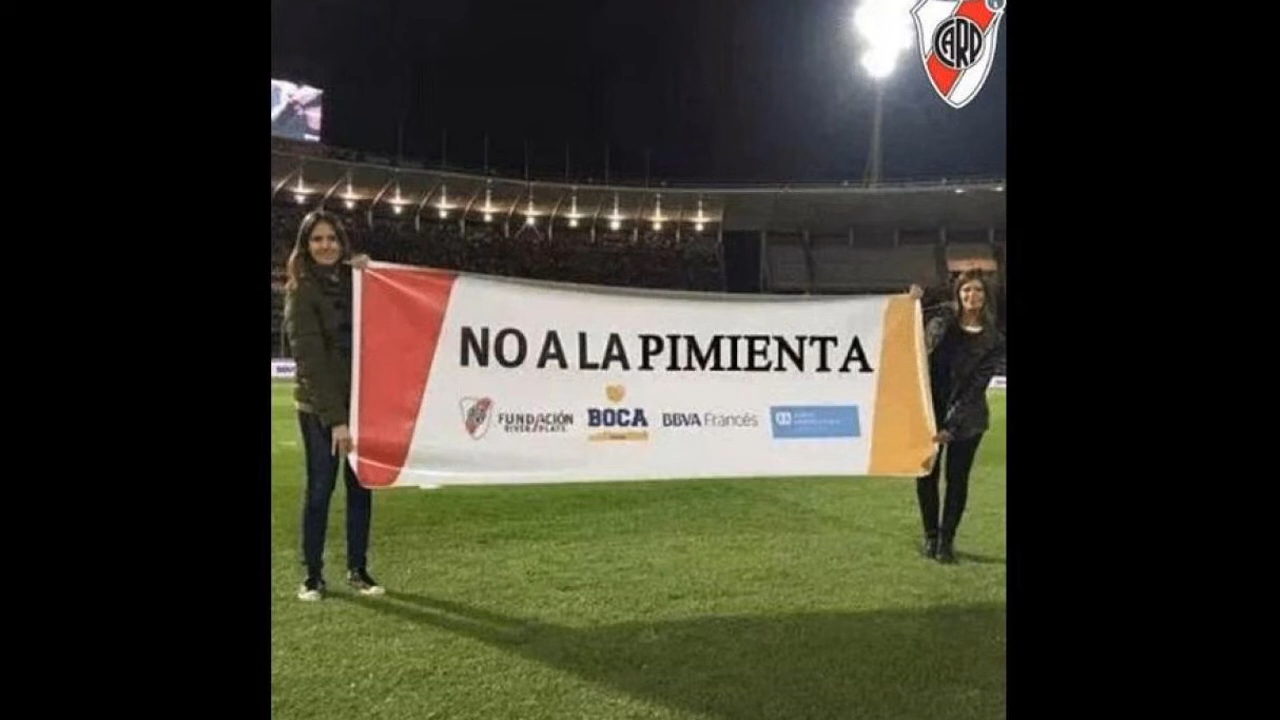 CARP
NO A LA PIMIENTA
FUNDACIÓN
RIVER PLATE
BOCA
BBVA Francés